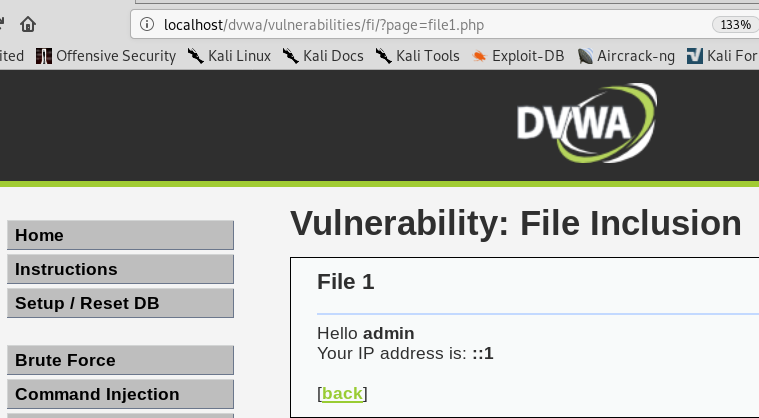 localhost/dvwa/vulnerabilities/fi/?page=file1.php 133%
ited Offensive Security Kali Linux Kali Docs Kali Tools Exploit-DB Aircrack-ng Kali For
DVWA
Vulnerability: File Inclusion
Home
Instructions
Setup / Reset DB
Brute Force
Command Injection
File 1
Hello admin
Your IP address is: ::1
[back]